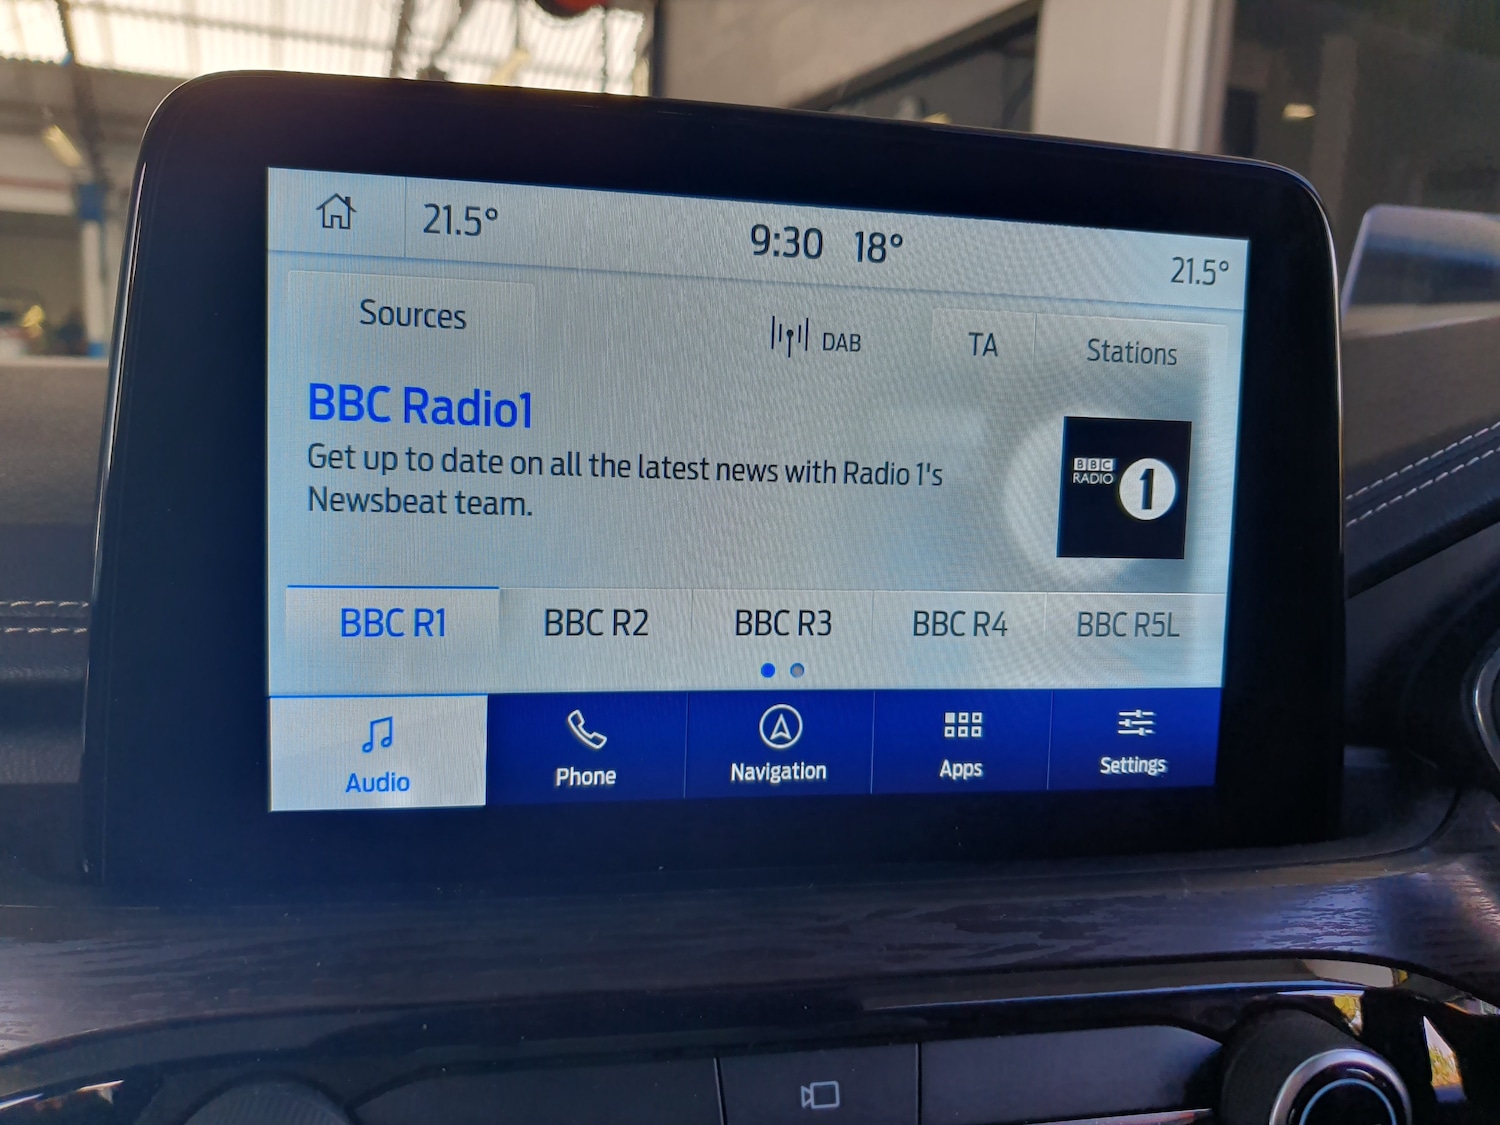 21.5°
9:30 18°
21.5°
Sources
DAB
TA
Stations
BBC Radio1
Get up to date on all the latest news with Radio 1's
Newsbeat team.
BBC
RADIO
1
BBC R1
BBC R2
BBC R3
BBC R4
BBC R5L
Audio
Phone
Navigation
Apps
Settings